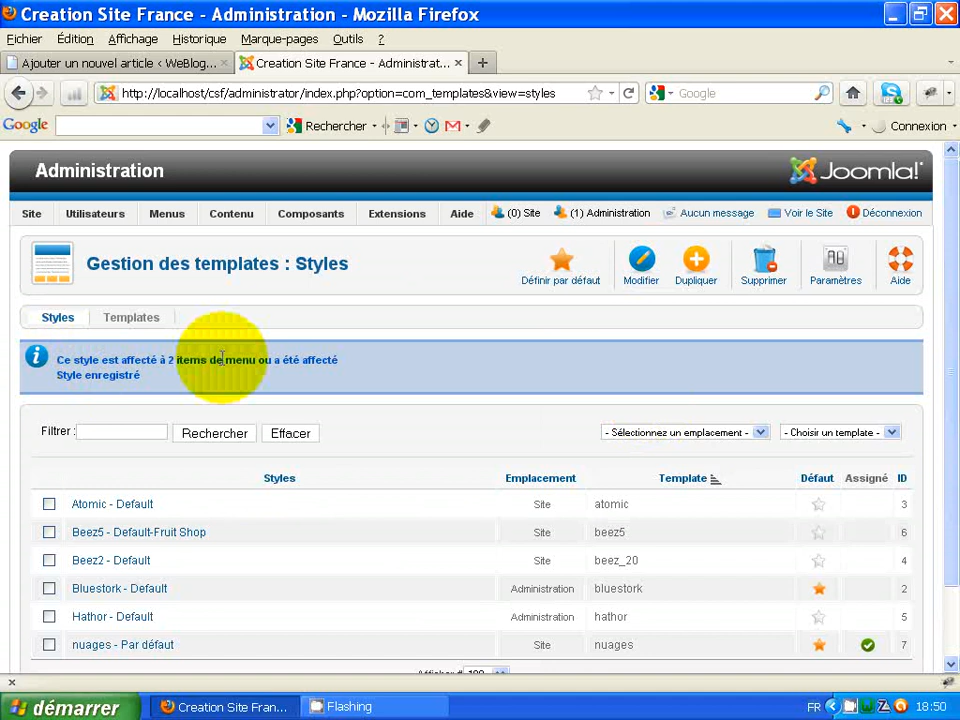 Creation Site France - Administration - Mozilla Firefox
Fichier Édition Affichage Historique Marque-pages Outils ?
Ajouter un nouvel article ‹ WeBlog... Creation Site France - Administrat...
http://localhost/csf/administrator/index.php?option=com_templates&view=styles Google
Google Rechercher Connexion
Administration Joomla!
Site Utilisateurs Menus Contenu Composants Extensions Aide (0) Site (1) Administration Aucun message Voir le Site Déconnexion
Gestion des templates : Styles
Définir par défaut Modifier Dupliquer Supprimer Paramètres Aide
Styles Templates
Ce style est affecté à 2 items de menu ou a été affecté
Style enregistré
Filtrer : Rechercher Effacer - Sélectionnez un emplacement - - Choisir un template -
Styles Emplacement Template Défaut Assigné ID
Atomic - Default Site atomic 3
Beez5 - Default-Fruit Shop Site beez5 6
Beez2 - Default Site beez_20 4
Bluestork - Default Administration bluestork 2
Hathor - Default Administration hathor 5
nuages - Par défaut Site nuages 7
démarrer Creation Site Fran... Flashing FR 18:50